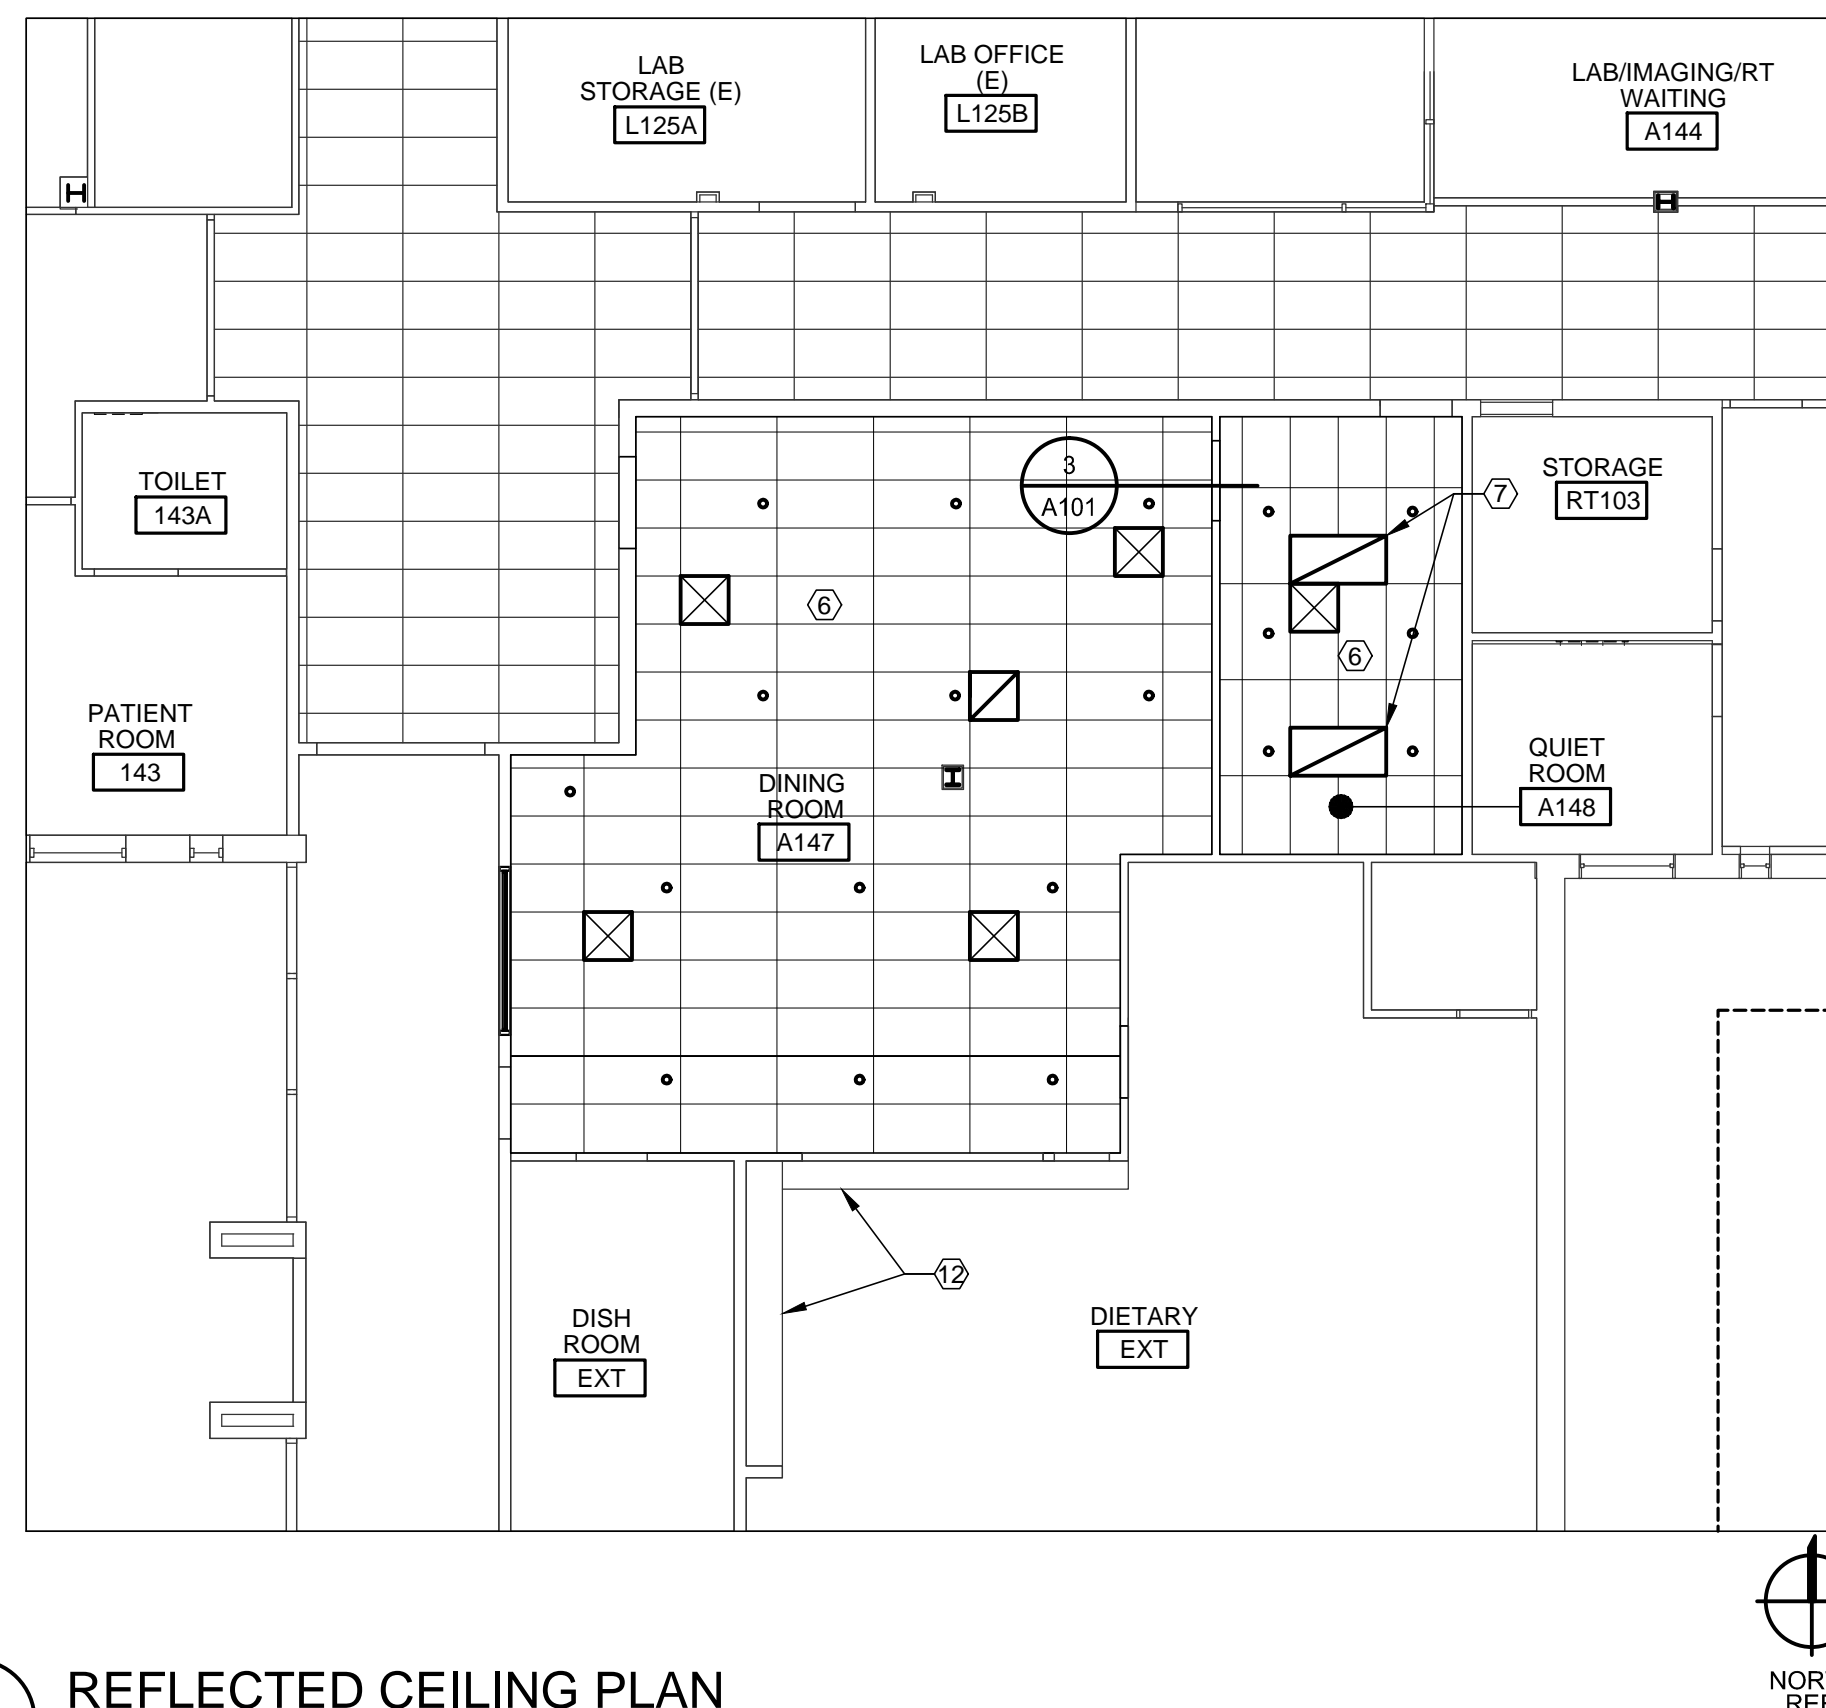 LAB
STORAGE (E)
L125A
LAB OFFICE
(E)
L125B
LAB/IMAGING/RT
WAITING
A144
TOILET
143A
3
A101
7
STORAGE
RT103
6
6
PATIENT
ROOM
143
DINING
ROOM
A147
QUIET
ROOM
A148
12
DISH
ROOM
EXT
DIETARY
EXT
REFLECTED CEILING PLAN